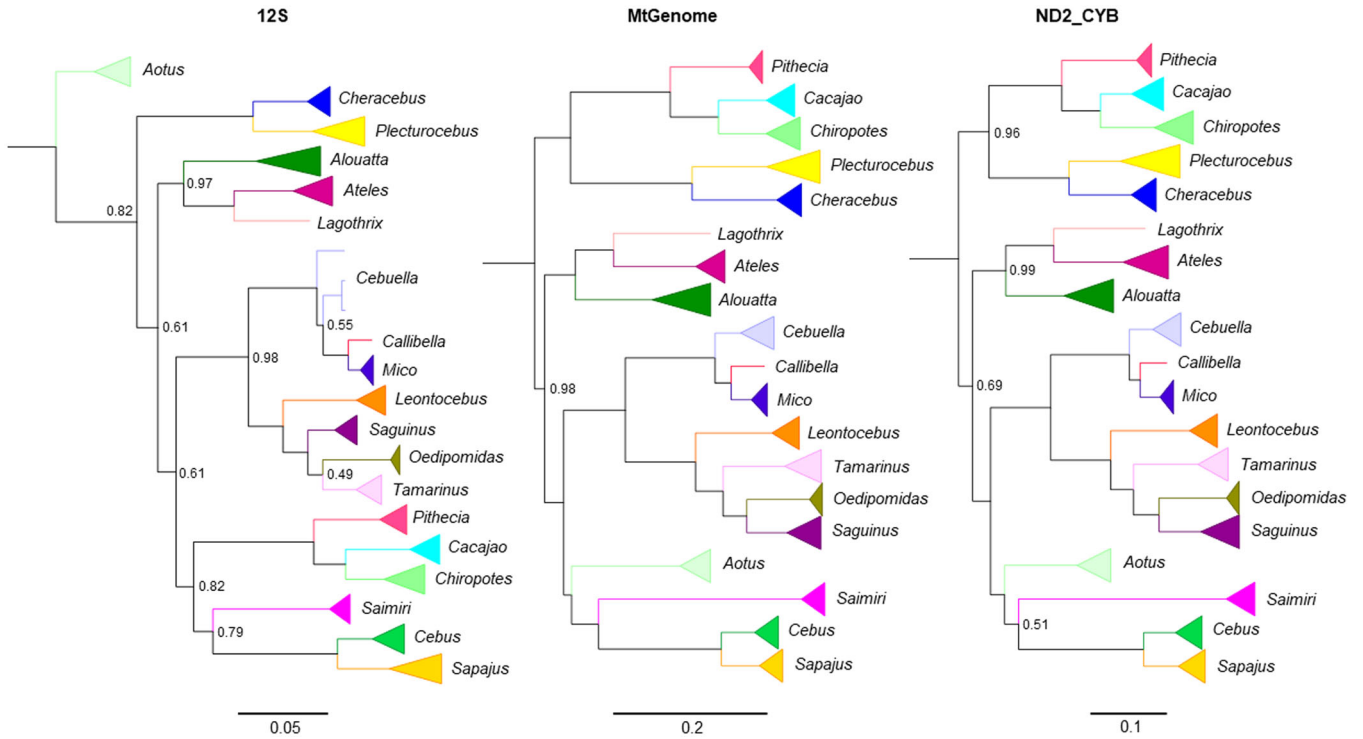 12S
Aotus
Cheracebus
Plecturocebus
Alouatta
0.97
Ateles
0.82
Lagothrix
Cebuella
0.61
0.55
Callibella
0.98
Mico
Leontocebus
Saguinus
Oedipomidas
0.61
0.49
Tamarinus
Pithecia
Cacajao
Chiropotes
0.82
Saimiri
0.79
Cebus
Sapajus
0.05
MtGenome
Pithecia
Cacajao
Chiropotes
Plecturocebus
Cheracebus
Lagothrix
Ateles
Alouatta
Cebuella
Callibella
0.98
Mico
Leontocebus
Tamarinus
Oedipomidas
Saguinus
Aotus
Saimiri
Cebus
Sapajus
0.2
ND2_CYB
Pithecia
Cacajao
Chiropotes
0.96
Plecturocebus
Cheracebus
Lagothrix
Ateles
0.99
Alouatta
Cebuella
Callibella
0.69
Mico
Leontocebus
Tamarinus
Oedipomidas
Saguinus
Aotus
Saimiri
0.51
Cebus
Sapajus
0.1